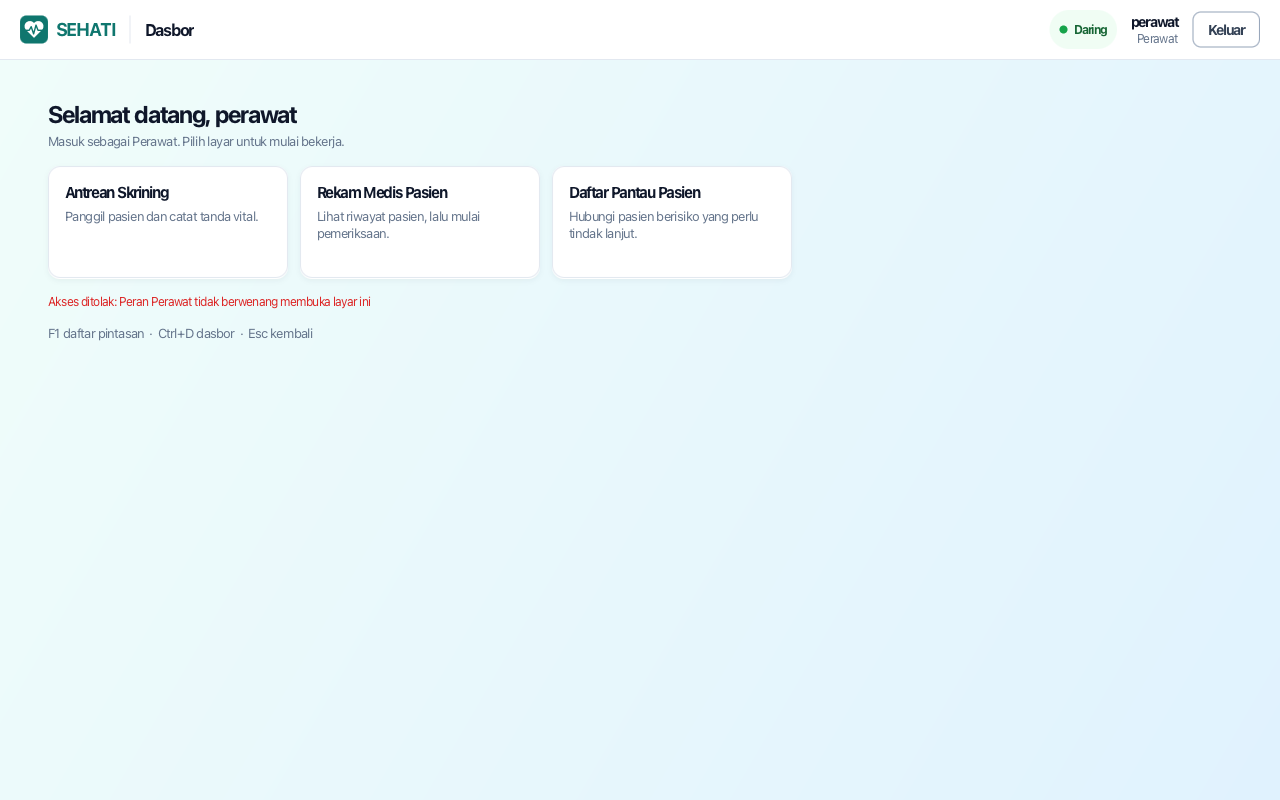 SEHATI
Dasbor
Daring
perawat
Perawat
Keluar
Selamat datang, perawat
Masuk sebagai Perawat. Pilih layar untuk mulai bekerja.
Antrean Skrining
Panggil pasien dan catat tanda vital.
Rekam Medis Pasien
Lihat riwayat pasien, lalu mulai
pemeriksaan.
Daftar Pantau Pasien
Hubungi pasien berisiko yang perlu
tindak lanjut.
Akses ditolak: Peran Perawat tidak berwenang membuka layar ini
F1 daftar pintasan · Ctrl+D dasbor · Esc kembali